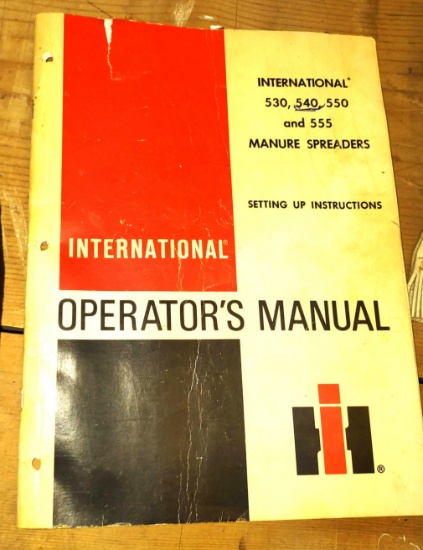 INTERNATIONAL®
530, 540, 550
and 555
MANURE SPREADERS
SETTING UP INSTRUCTIONS
INTERNATIONAL®
OPERATOR'S MANUAL
IH®